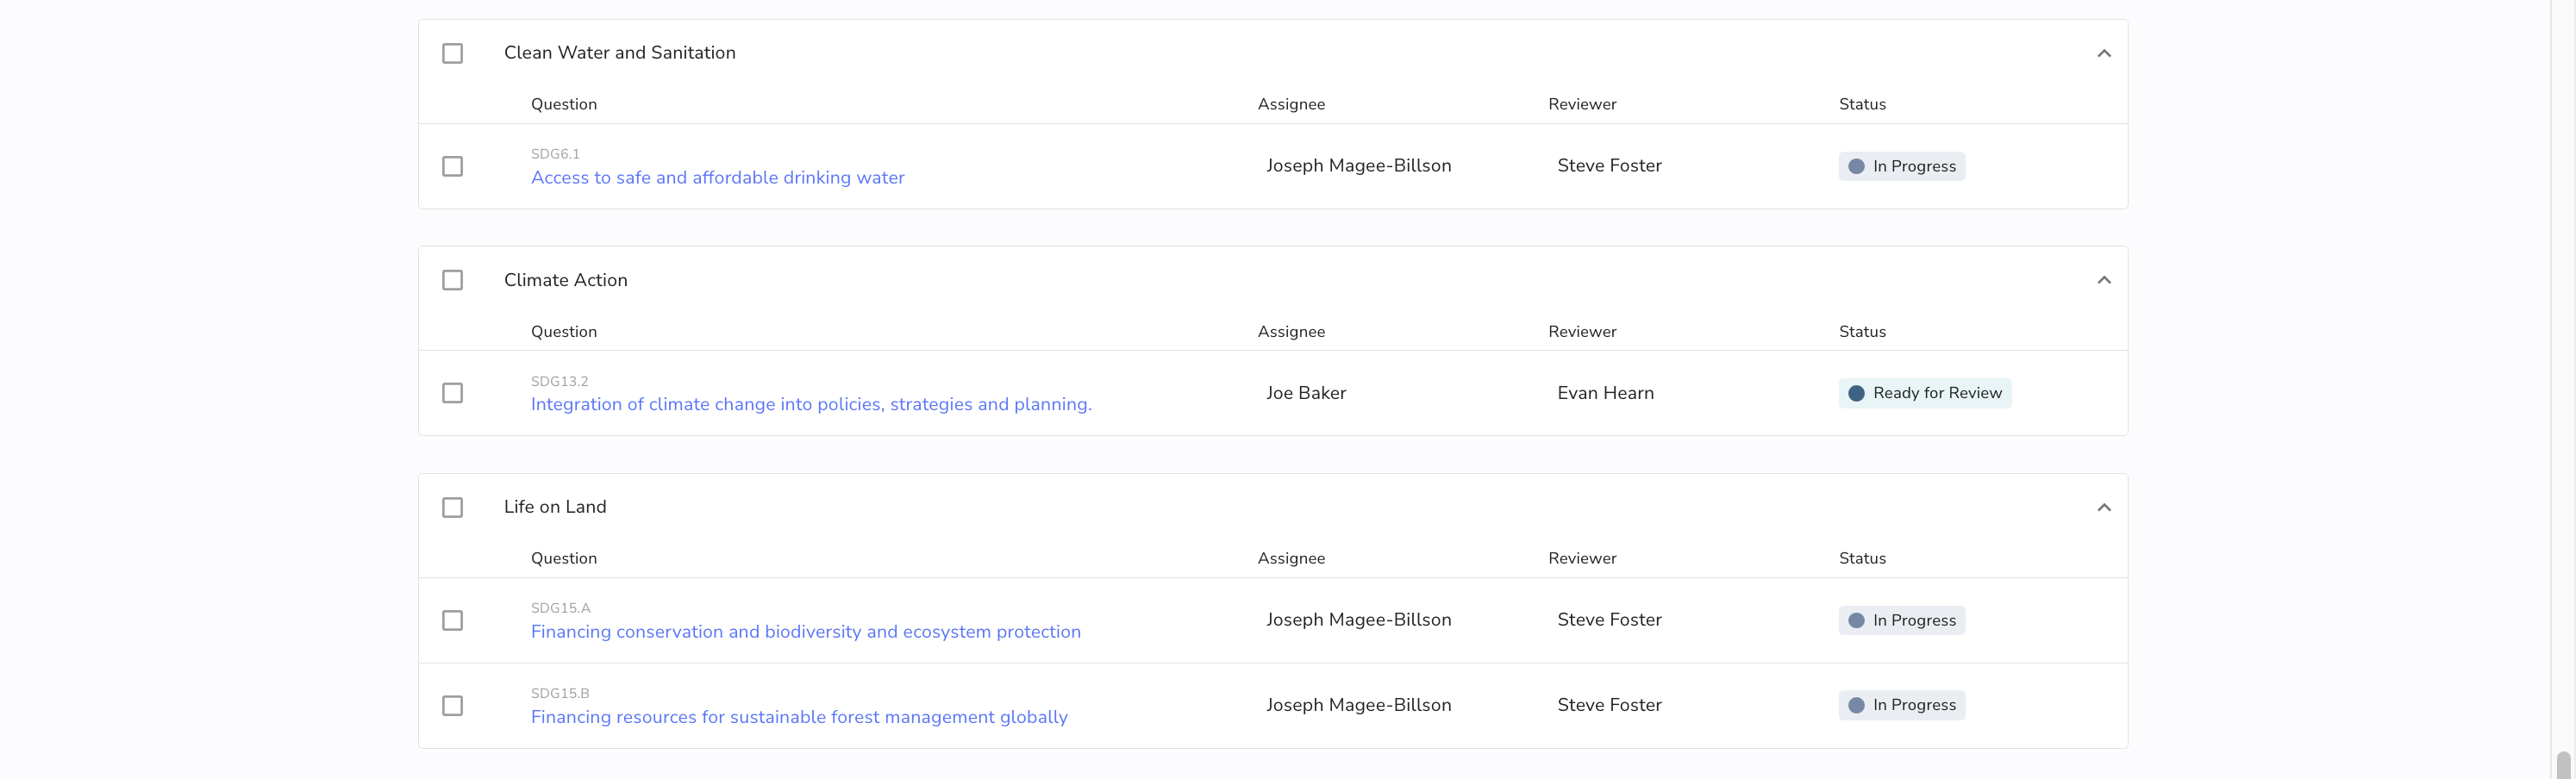 Clean Water and Sanitation
Question Assignee Reviewer Status
SDG6.1
Access to safe and affordable drinking water Joseph Magee-Billson Steve Foster In Progress
Climate Action
Question Assignee Reviewer Status
SDG13.2
Integration of climate change into policies, strategies and planning. Joe Baker Evan Hearn Ready for Review
Life on Land
Question Assignee Reviewer Status
SDG15.A
Financing conservation and biodiversity and ecosystem protection Joseph Magee-Billson Steve Foster In Progress
SDG15.B
Financing resources for sustainable forest management globally Joseph Magee-Billson Steve Foster In Progress